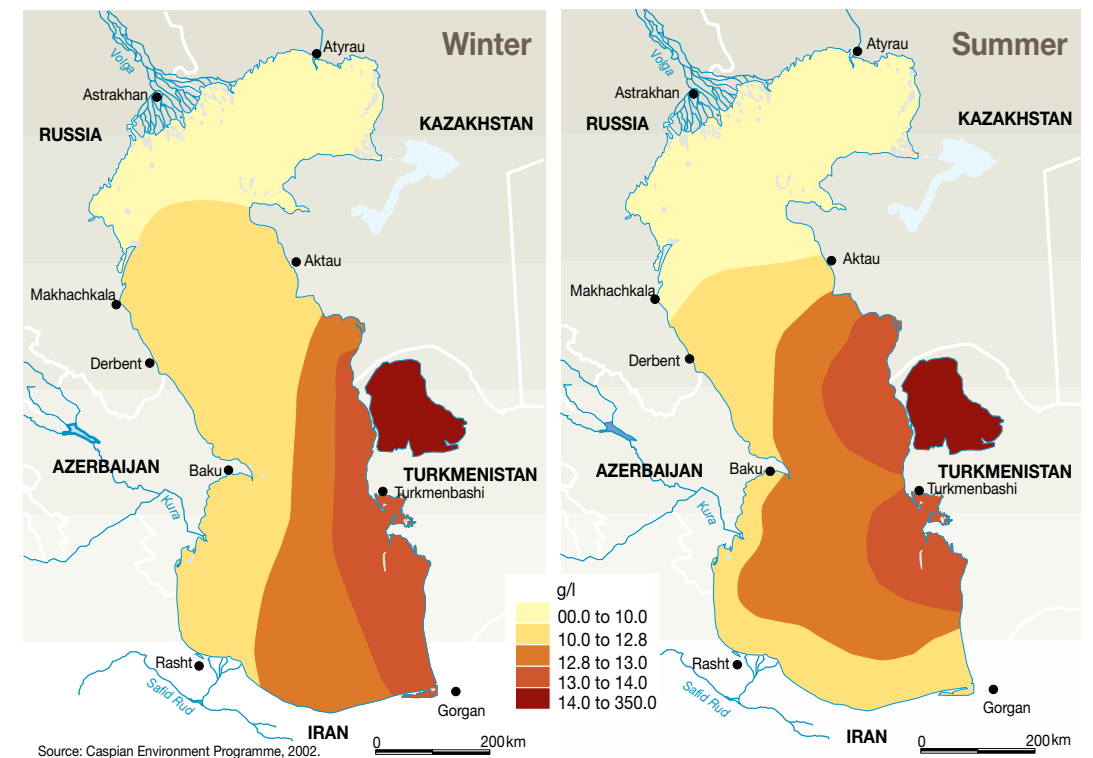 Winter
Atyrau
Volga
Astrakhan
RUSSIA
KAZAKHSTAN
Aktau
Makhachkala
Derbent
AZERBAIJAN
Baku
TURKMENISTAN
Turkmenbashi
Kura
Rasht
Safid Rud
Gorgan
IRAN
Source: Caspian Environment Programme, 2002.
0 200 km
Summer
Atyrau
Volga
Astrakhan
RUSSIA
KAZAKHSTAN
Aktau
Makhachkala
Derbent
AZERBAIJAN
Baku
TURKMENISTAN
Turkmenbashi
Kura
g/l
00.0 to 10.0
10.0 to 12.8
12.8 to 13.0
13.0 to 14.0
14.0 to 350.0
Rasht
Safid Rud
Gorgan
IRAN
0 200 km